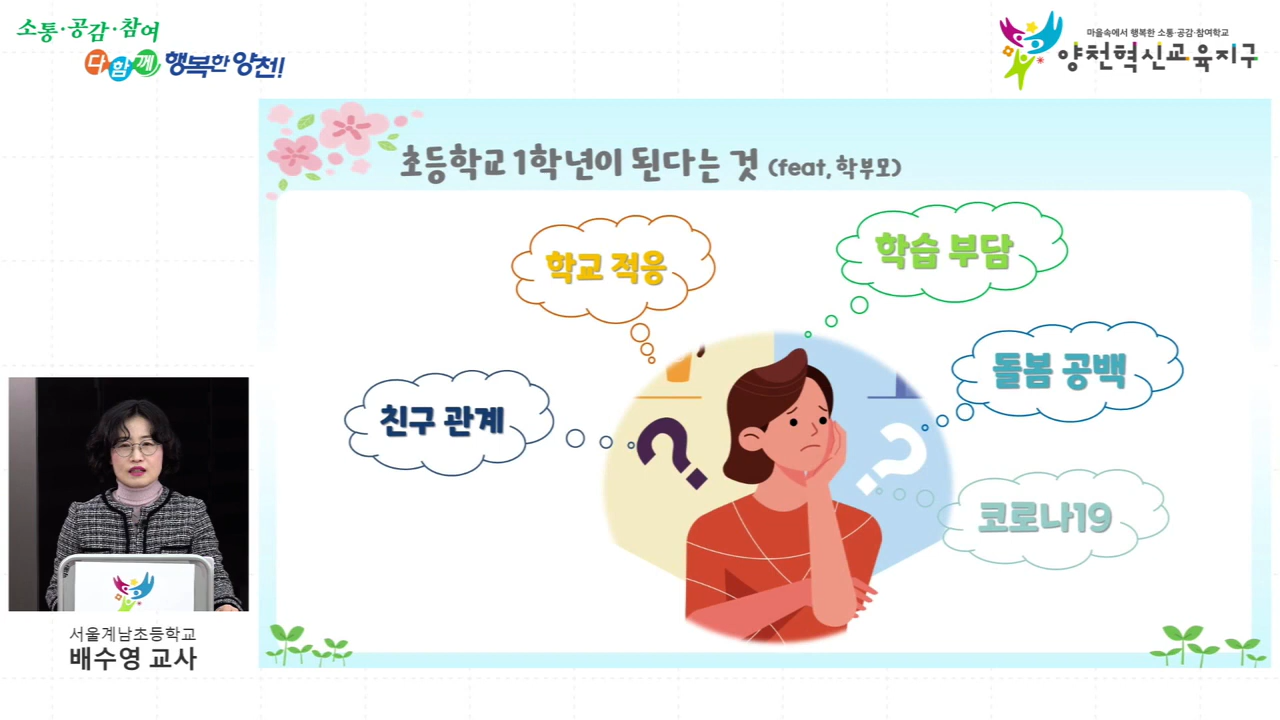 소통·공감·참여
다함께 행복한 양천!
마을속에서 행복한 소통·공감·참여학교
양천혁신교육지구
초등학교 1학년이 된다는 것 (feat, 학부모)
학교 적응
학습 부담
돌봄 공백
친구 관계
코로나19
서울계남초등학교
배수영 교사